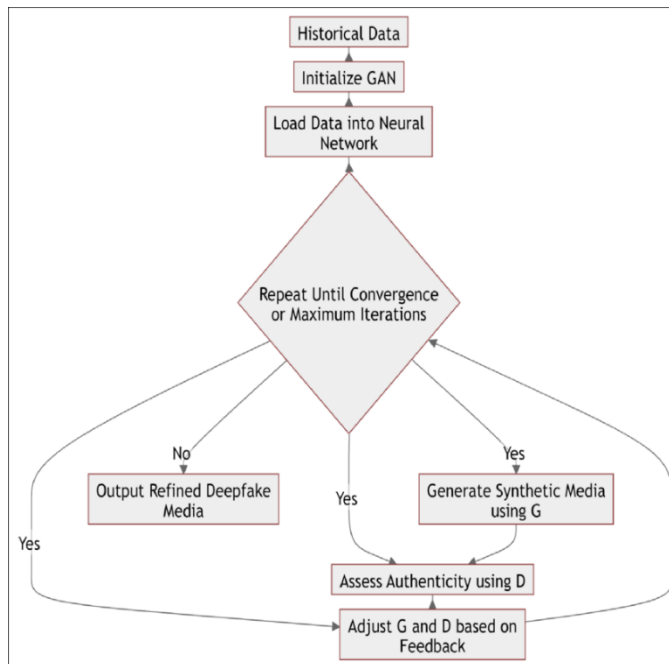 Historical Data
Initialize GAN
Load Data into Neural
Network
Repeat Until Convergence
or Maximum Iterations
No
Yes
Output Refined Deepfake
Media
Yes
Generate Synthetic Media
using G
Yes
Assess Authenticity using D
Adjust G and D based on
Feedback